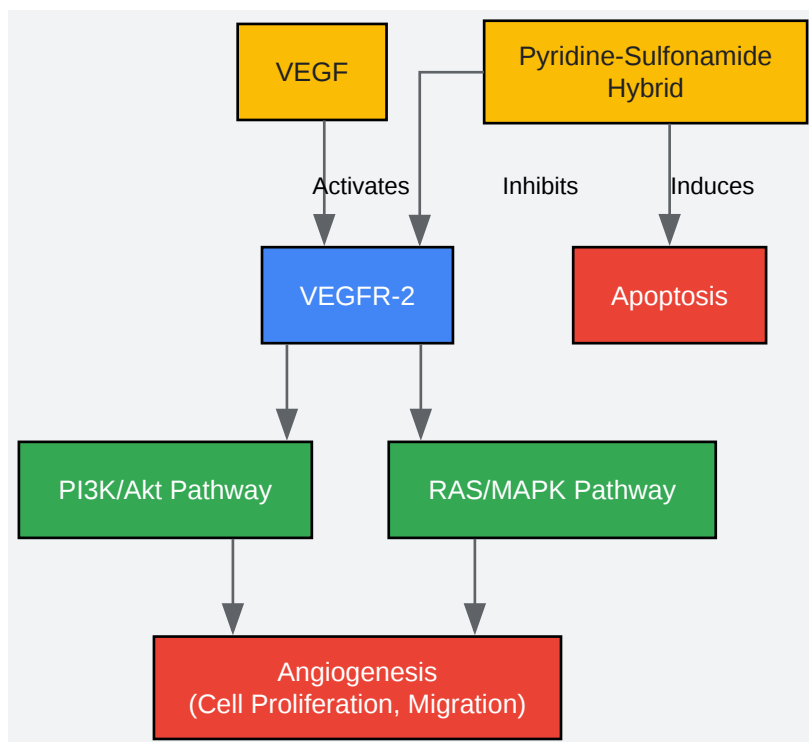 VEGF
Pyridine-Sulfonamide
Hybrid
Activates
Inhibits
Induces
VEGFR-2
Apoptosis
PI3K/Akt Pathway
RAS/MAPK Pathway
Angiogenesis
(Cell Proliferation, Migration)